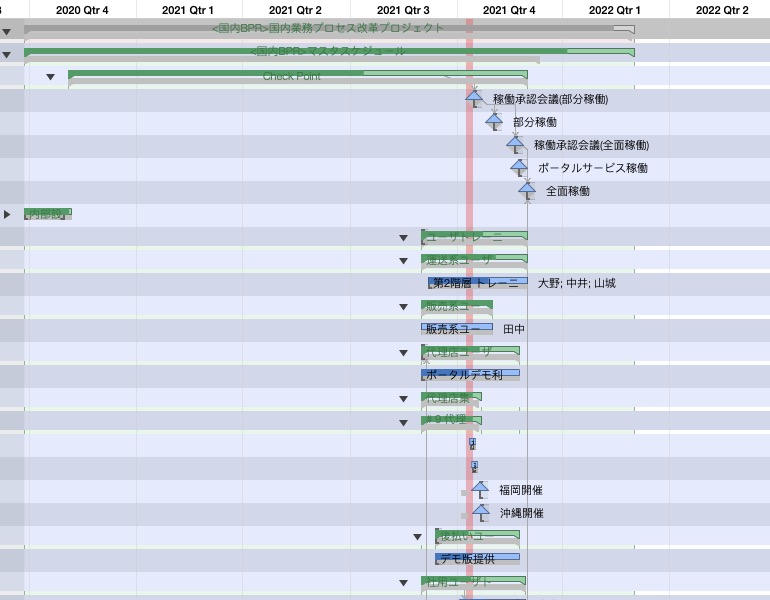 2020 Qtr 4 2021 Qtr 1 2021 Qtr 2 2021 Qtr 3 2021 Qtr 4 2022 Qtr 1 2022 Qtr 2
<国内BPR>国内業務プロセス改革プロジェクト
<国内BPR>マスタスケジュール
Check Point
稼働承認会議(部分稼働)
部分稼働
稼働承認会議(全面稼働)
ポータルサービス稼働
全面稼働
内部設
ユーザトレーニ
運送系ユーザ
第2階層 トレーニ 大野; 中井; 山城
販売系ユー
販売系ユー 田中
代理店ユーザ
ポータルデモ利
代理店集
# 9 代理
福岡開催
沖縄開催
後払いユー
デモ版提供
社用ユーザト